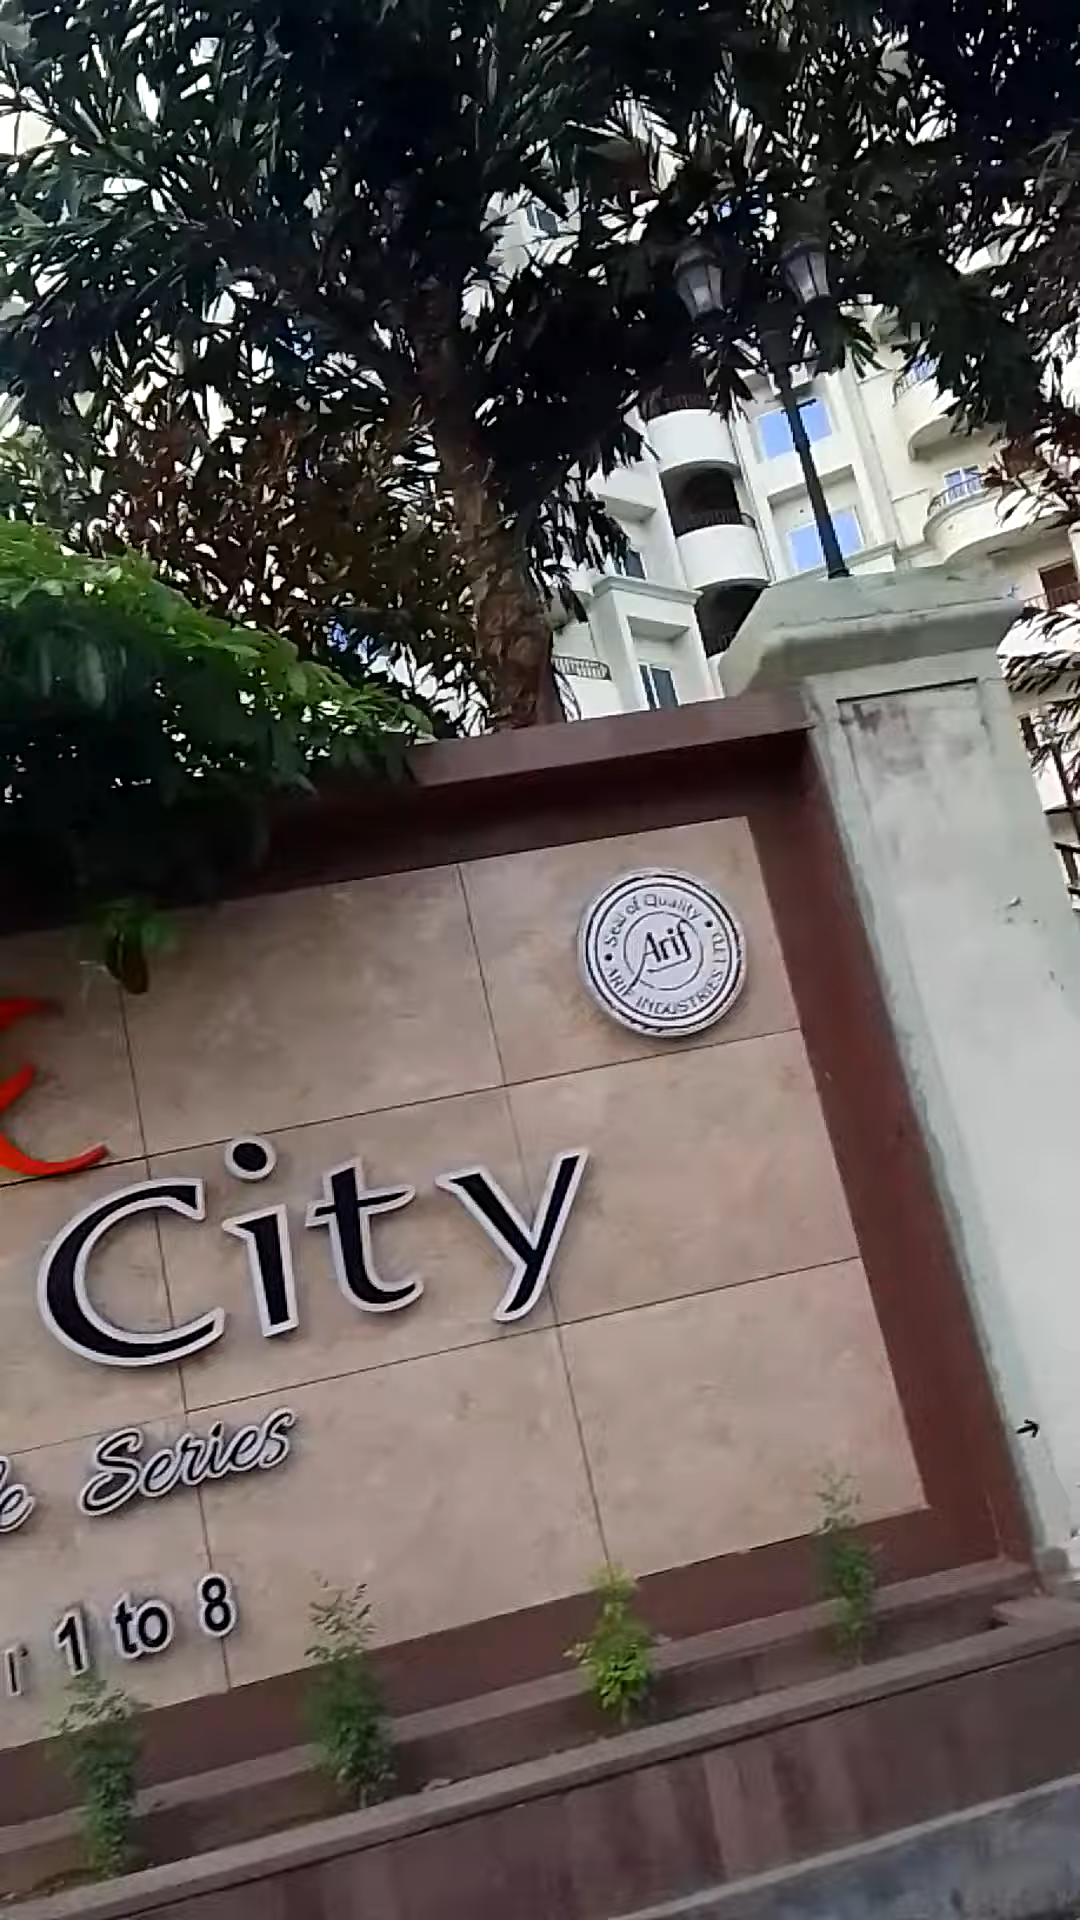 Seal of Quality
Arif
ARIF INDUSTRIES LTD
City
Series
1 to 8